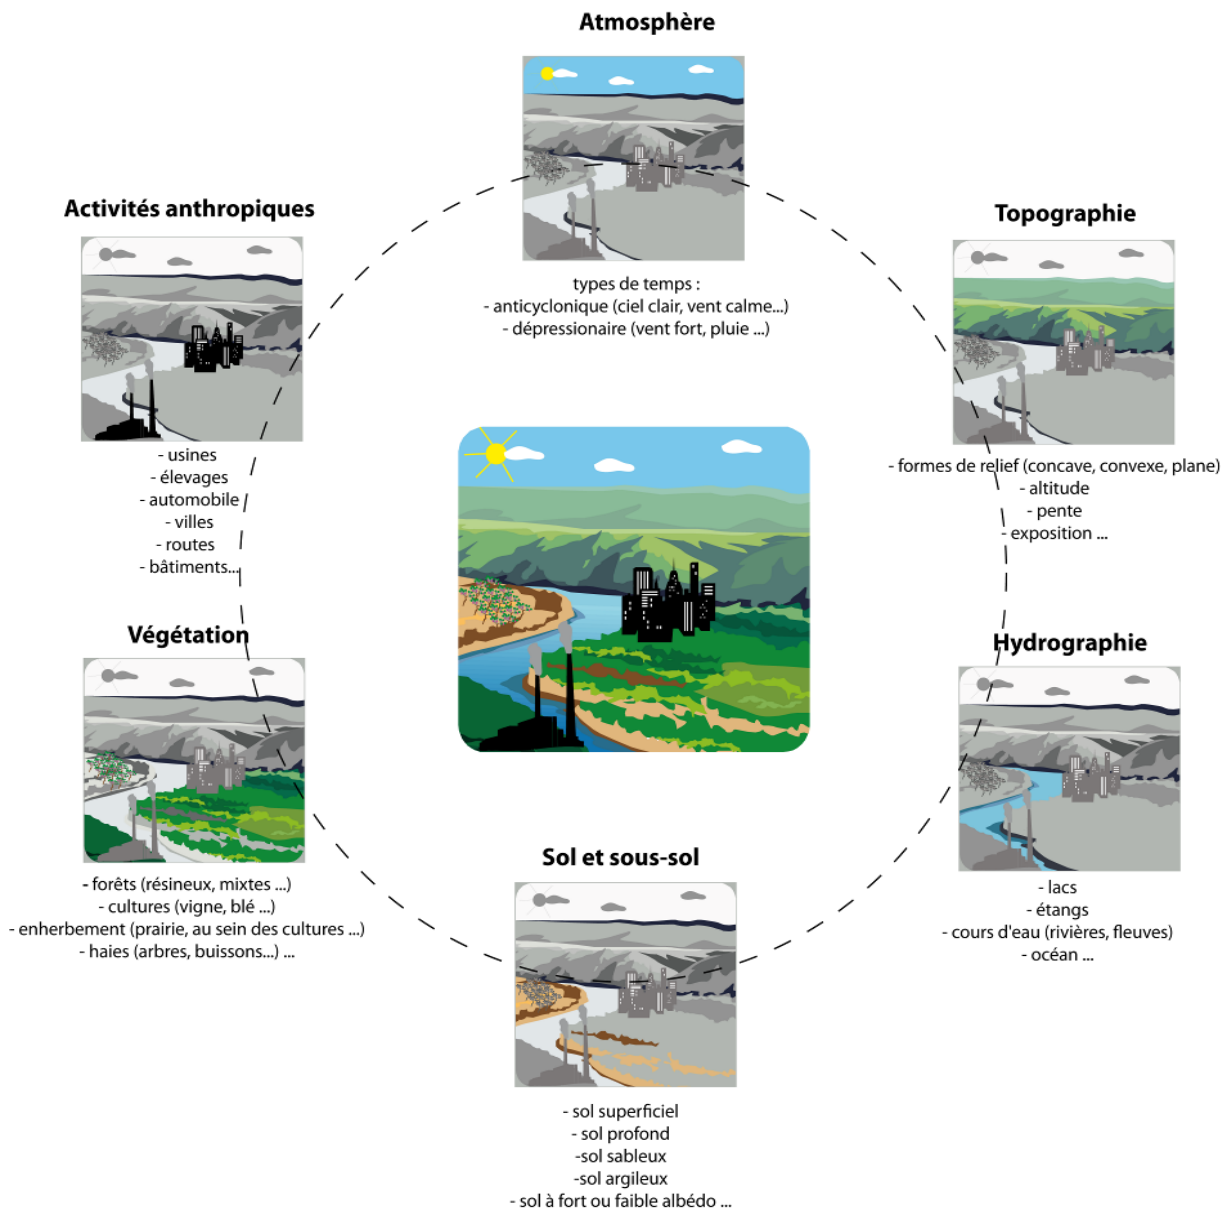 Atmosphère
types de temps :
- anticyclonique (ciel clair, vent calme...)
- dépressionaire (vent fort, pluie ...)
Activités anthropiques
- usines
- élevages
- automobile
- villes
- routes
- bâtiments...
Topographie
- formes de relief (concave, convexe, plane)
- altitude
- pente
- exposition ...
Végétation
- forêts (résineux, mixtes ...)
- cultures (vigne, blé ...)
- enherbement (prairie, au sein des cultures ...)
- haies (arbres, buissons...) ...
Hydrographie
- lacs
- étangs
- cours d'eau (rivières, fleuves)
- océan ...
Sol et sous-sol
- sol superficiel
- sol profond
-sol sableux
-sol argileux
- sol à fort ou faible albédo ...